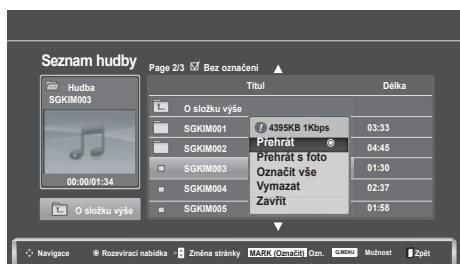 Seznam hudby
Page 2/3 Bez označení
Hudba
SGKIM003
00:00/01:34
O složku výše
Titul Délka
O složku výše
SGKIM001 03:33
SGKIM002 04:45
SGKIM003 01:30
SGKIM004 02:37
SGKIM005 01:58
4395KB 1Kbps
Přehrát
Přehrát s foto
Označit vše
Vymazat
Zavřít
Navigace Rozevírací nabídka Změna stránky MARK (Označit) Ozn. Q.MENU Možnost Zpět